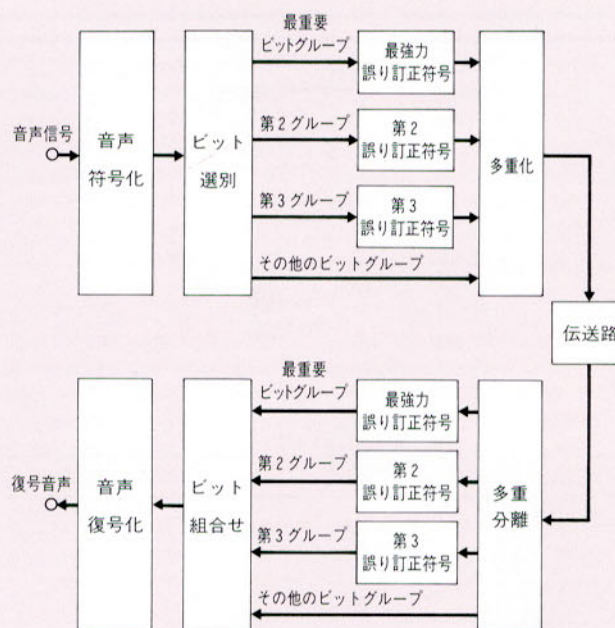 音声信号
音声
符号化
ビット
選別
最重要
ビットグループ
最強力
誤り訂正符号
第2グループ
第2
誤り訂正符号
第3グループ
第3
誤り訂正符号
その他のビットグループ
多重化
伝送路
最重要
ビットグループ
最強力
誤り訂正符号
復号音声
音声
復号化
ビット
組合せ
第2グループ
第2
誤り訂正符号
第3グループ
第3
誤り訂正符号
その他のビットグループ
多重
分離